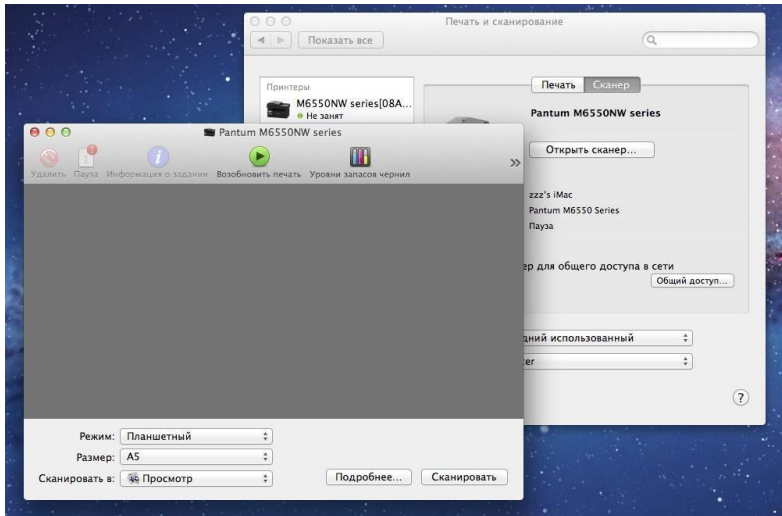 Печать и сканирование
Показать все
Принтеры
M6550NW series[08A...
Не занят
Печать Сканер
Pantum M6550NW series
Открыть сканер...
zzz's iMac
Pantum M6550 Series
Пауза
ер для общего доступа в сети
Общий доступ...
дний использованный
er
?
Pantum M6550NW series
Удалить Пауза Информация о задании Возобновить печать Уровни запасов чернил »
Режим: Планшетный
Размер: A5
Сканировать в: Просмотр
Подробнее... Сканировать